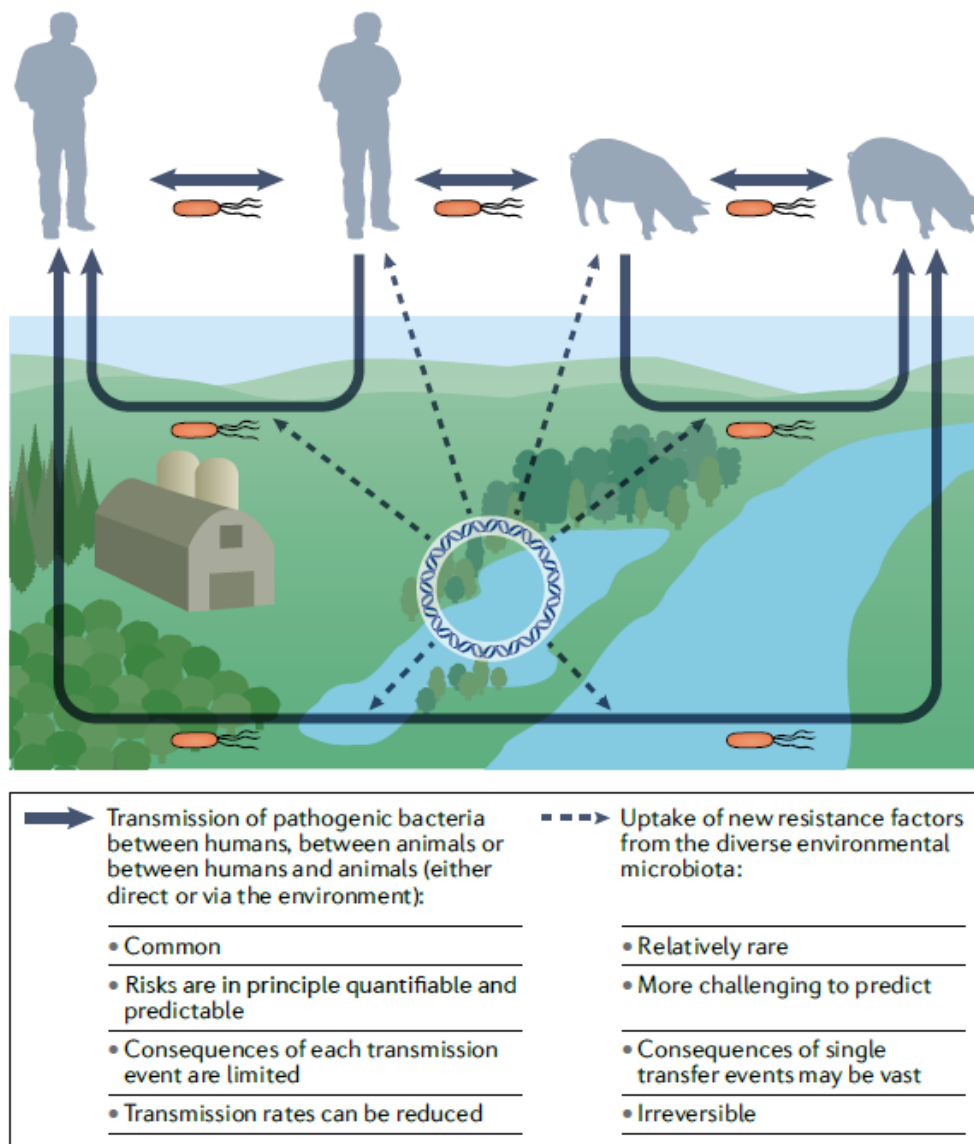 Transmission of pathogenic bacteria
between humans, between animals or
between humans and animals (either
direct or via the environment):
• Common
• Risks are in principle quantifiable and
predictable
• Consequences of each transmission
event are limited
• Transmission rates can be reduced
Uptake of new resistance factors
from the diverse environmental
microbiota:
• Relatively rare
• More challenging to predict
• Consequences of single
transfer events may be vast
• Irreversible